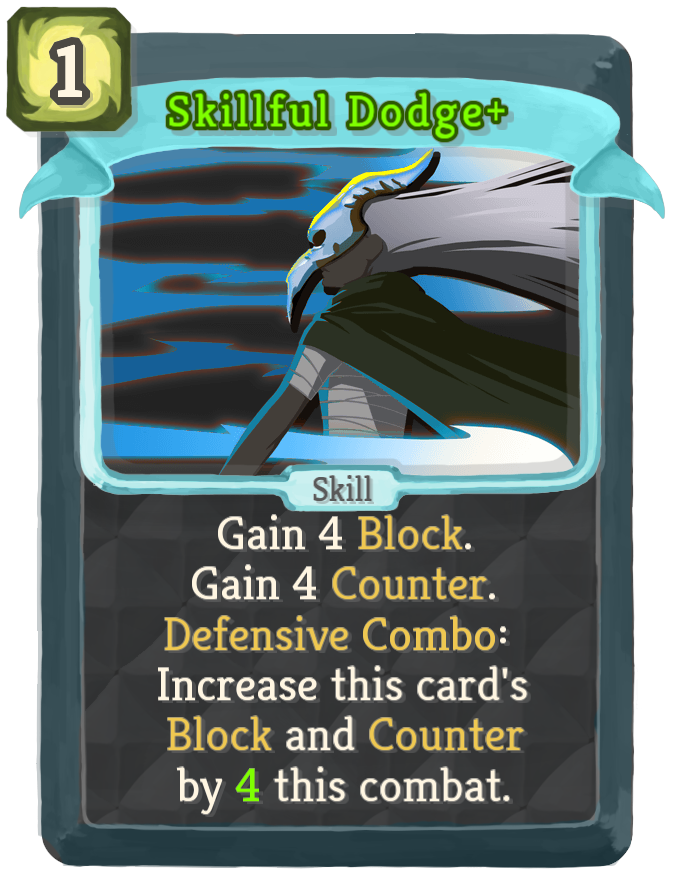 1
Skillful Dodge+
Skill
Gain 4 Block.
Gain 4 Counter.
Defensive Combo:
Increase this card's
Block and Counter
by 4 this combat.